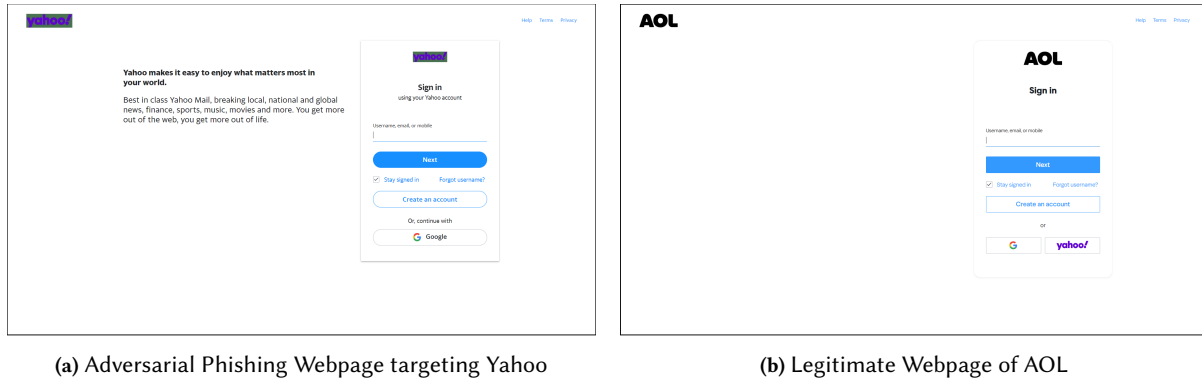 yahoo!
Help Terms Privacy
yahoo!
Yahoo makes it easy to enjoy what matters most in
your world.
Best in class Yahoo Mail, breaking local, national and global
news, finance, sports, music, movies and more. You get more
out of the web, you get more out of life.
Sign in
using your Yahoo account
Username, email, or mobile
Next
Stay signed in Forgot username?
Create an account
Or, continue with
Google
(a) Adversarial Phishing Webpage targeting Yahoo
AOL
Help Terms Privacy
AOL
Sign in
Username, email, or mobile
Next
Stay signed in Forgot username?
Create an account
or
G yahoo!
(b) Legitimate Webpage of AOL